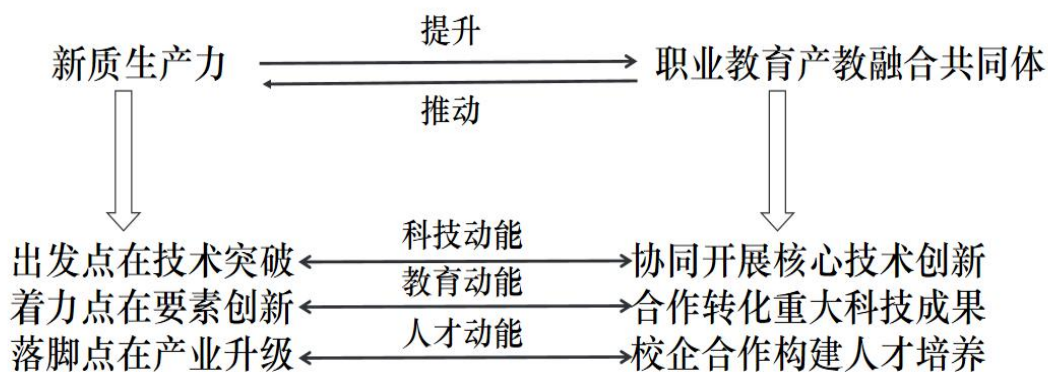 提升
新质生产力 职业教育产教融合共同体
推动
科技动能
出发点在技术突破 协同开展核心技术创新
教育动能
着力点在要素创新 合作转化重大科技成果
人才动能
落脚点在产业升级 校企合作构建人才培养